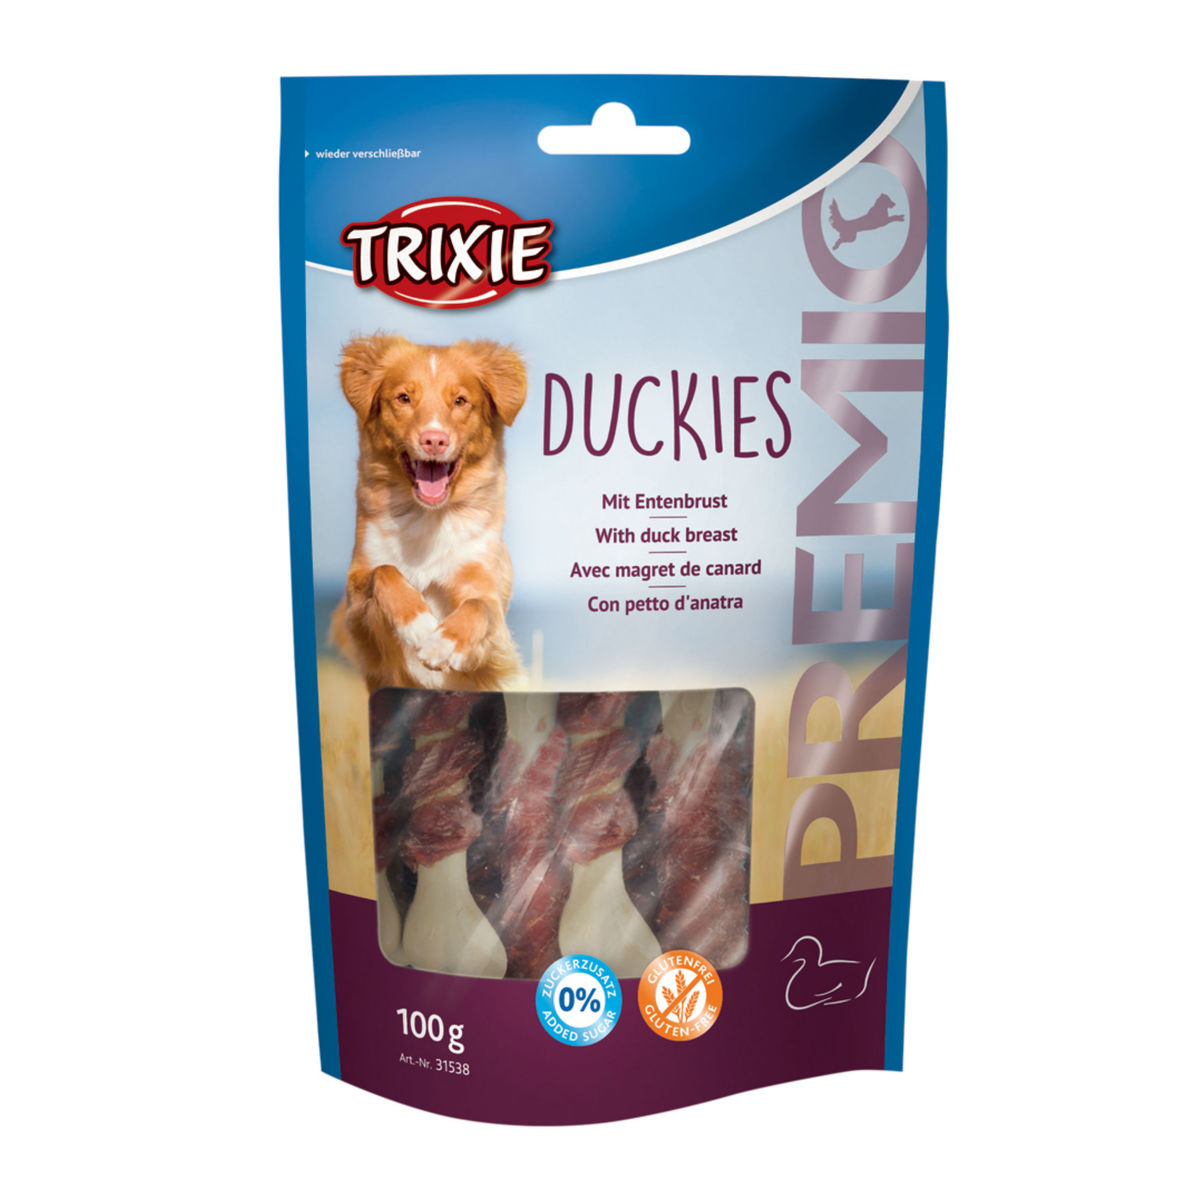 wieder verschließbar
TRIXIE
PREMIO
DUCKIES
Mit Entenbrust
With duck breast
Avec magret de canard
Con petto d'anatra
ZUCKERZUSATZ
0%
ADDED SUGAR
GLUTENFREI
GLUTEN-FREE
100 g
Art.-Nr. 31538